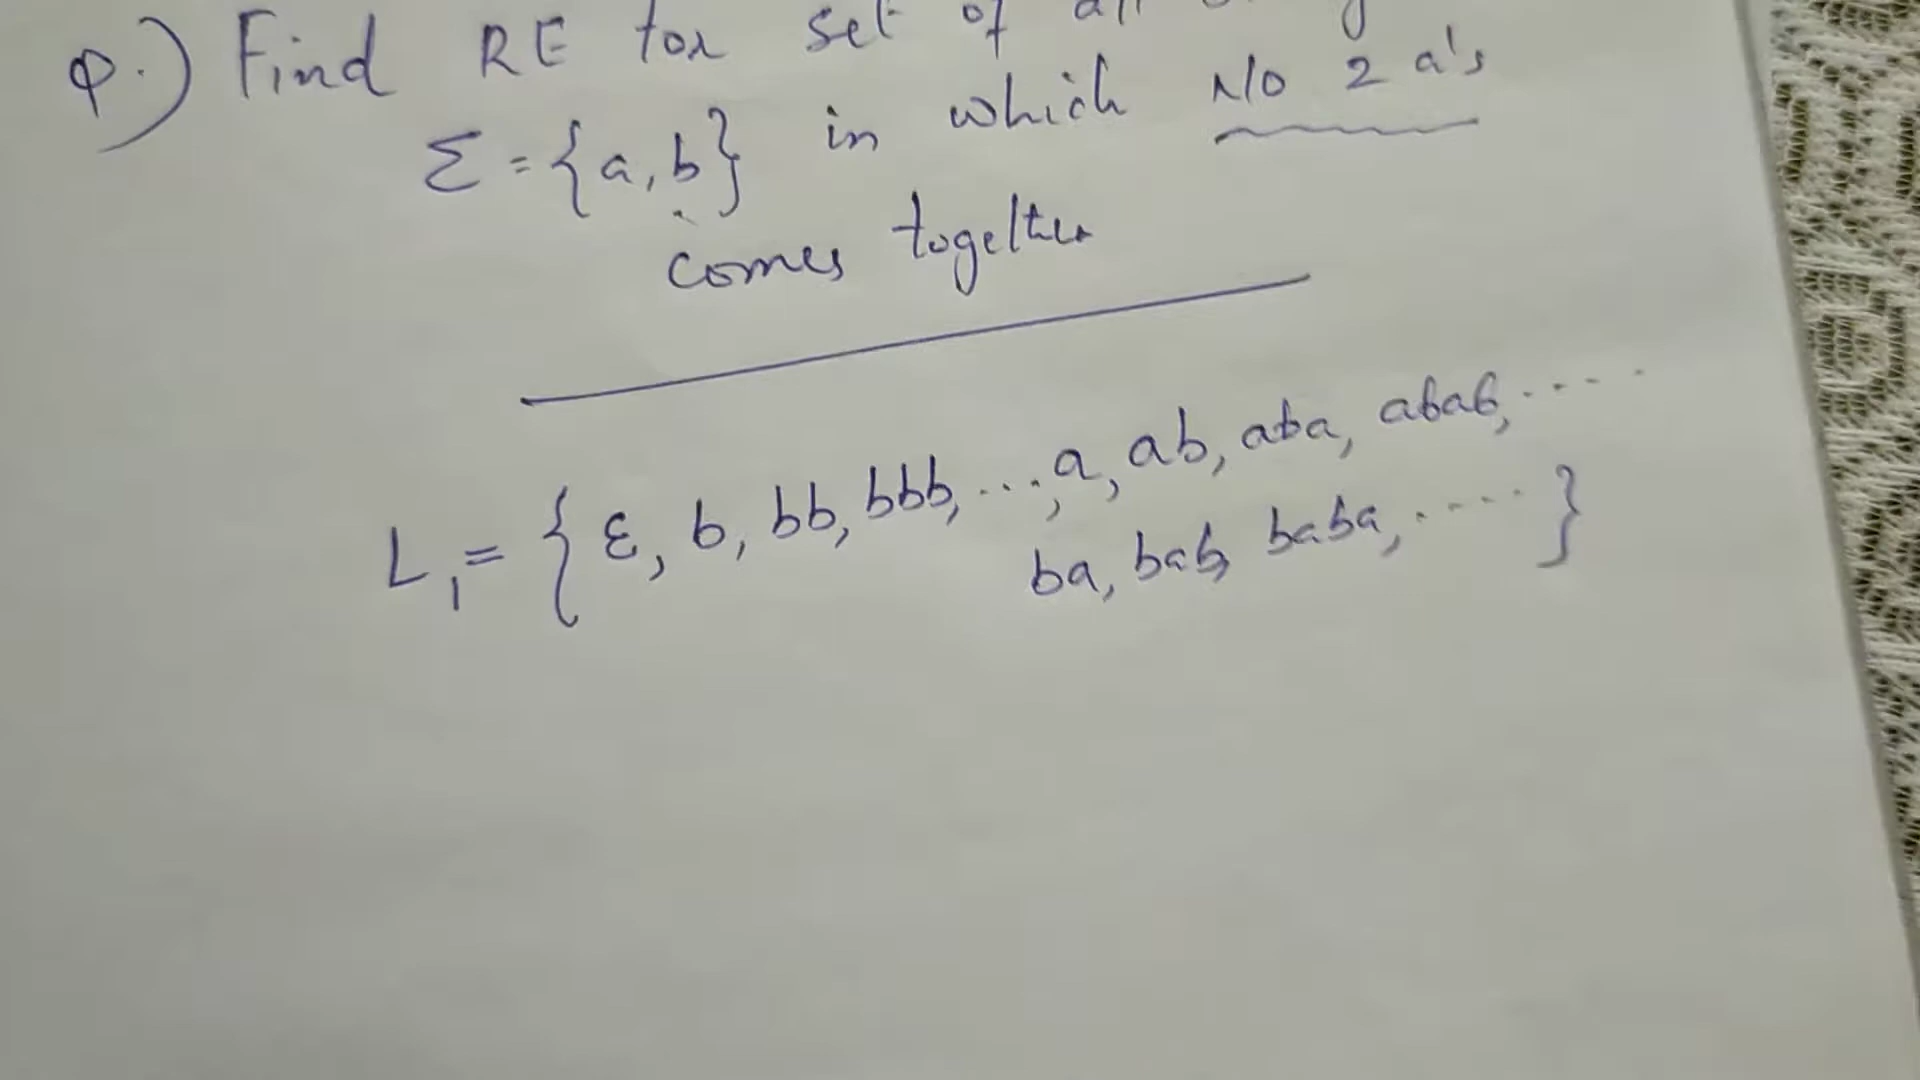 Q.) Find RE for set of all
Σ = {a, b} in which No 2 a's
comes together
L₁ = { ε, b, bb, bbb, ..., a, ab, aba, abab, ....
ba, bab, baba, .... }